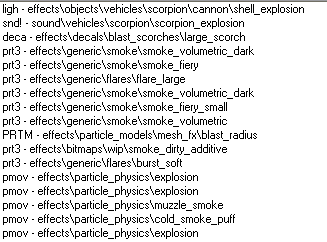 ligh - effects\objects\vehicles\scorpion\cannon\shell_explosion
snd! - sound\vehicles\scorpion\scorpion_explosion
deca - effects\decals\blast_scorches\large_scorch
prt3 - effects\generic\smoke\smoke_volumetric_dark
prt3 - effects\generic\smoke\smoke_fiery
prt3 - effects\generic\flares\flare_large
prt3 - effects\generic\smoke\smoke_volumetric_dark
prt3 - effects\generic\smoke\smoke_fiery_small
prt3 - effects\generic\smoke\smoke_volumetric
PRTM - effects\particle_models\mesh_fx\blast_radius
prt3 - effects\bitmaps\wip\smoke_dirty_additive
prt3 - effects\generic\flares\burst_soft
pmov - effects\particle_physics\explosion
pmov - effects\particle_physics\explosion
pmov - effects\particle_physics\muzzle_smoke
pmov - effects\particle_physics\cold_smoke_puff
pmov - effects\particle_physics\explosion